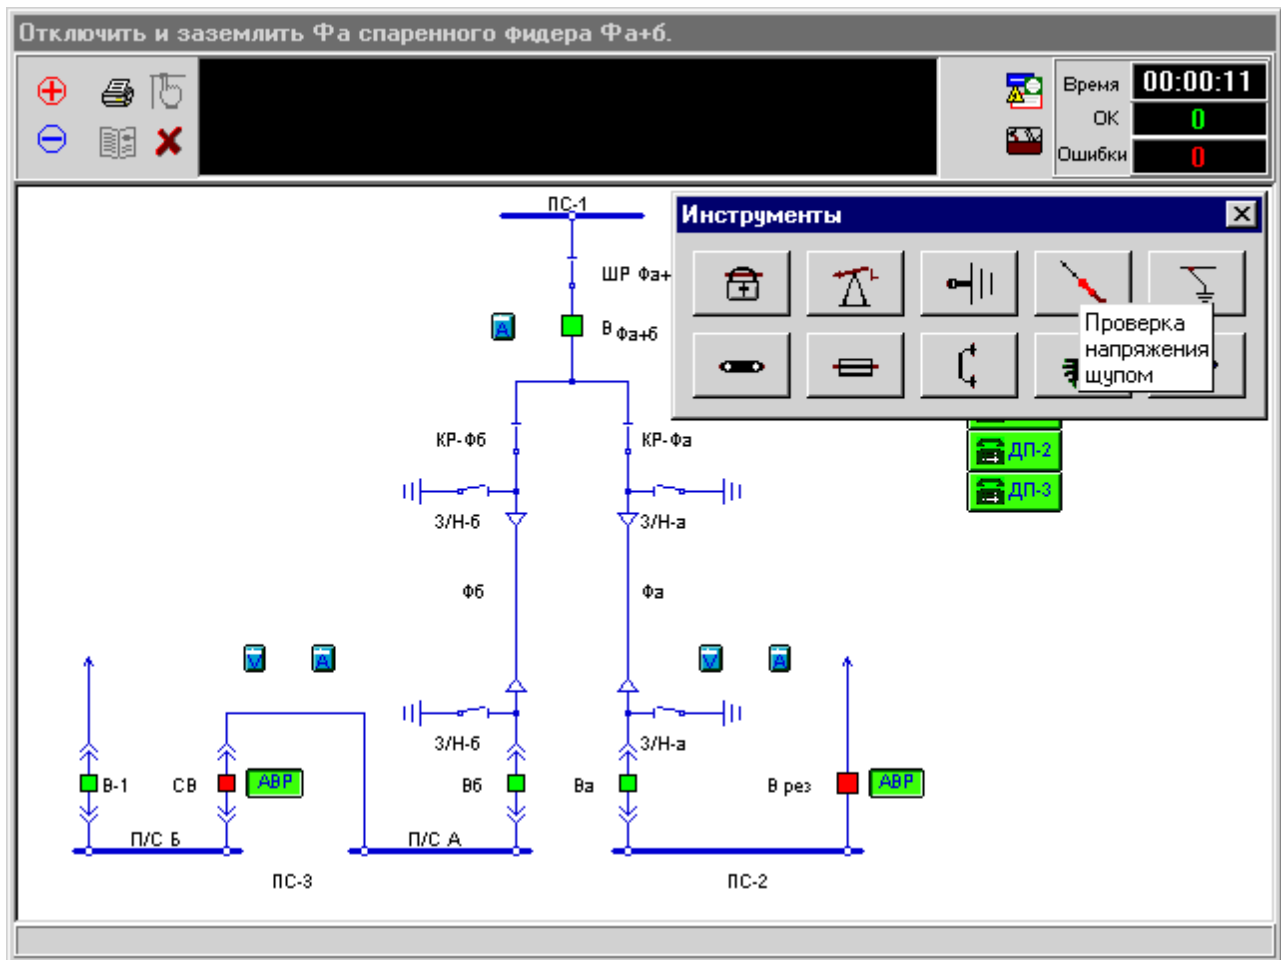 Отключить и заземлить Фа спаренного фидера Фа+б.
Время 00:00:11
ОК 0
Ошибки 0
ПС-1
Инструменты
ШР Фа+
А
В Фа+б
Проверка
напряжения
щупом
КР-Фб
КР-Фа
ДП-2
ДП-3
З/Н-б
З/Н-а
Фб
Фа
V
А
V
А
З/Н-б
З/Н-а
В-1
СВ
АВР
Вб
Ва
В рез
АВР
П/С Б
П/С А
ПС-3
ПС-2